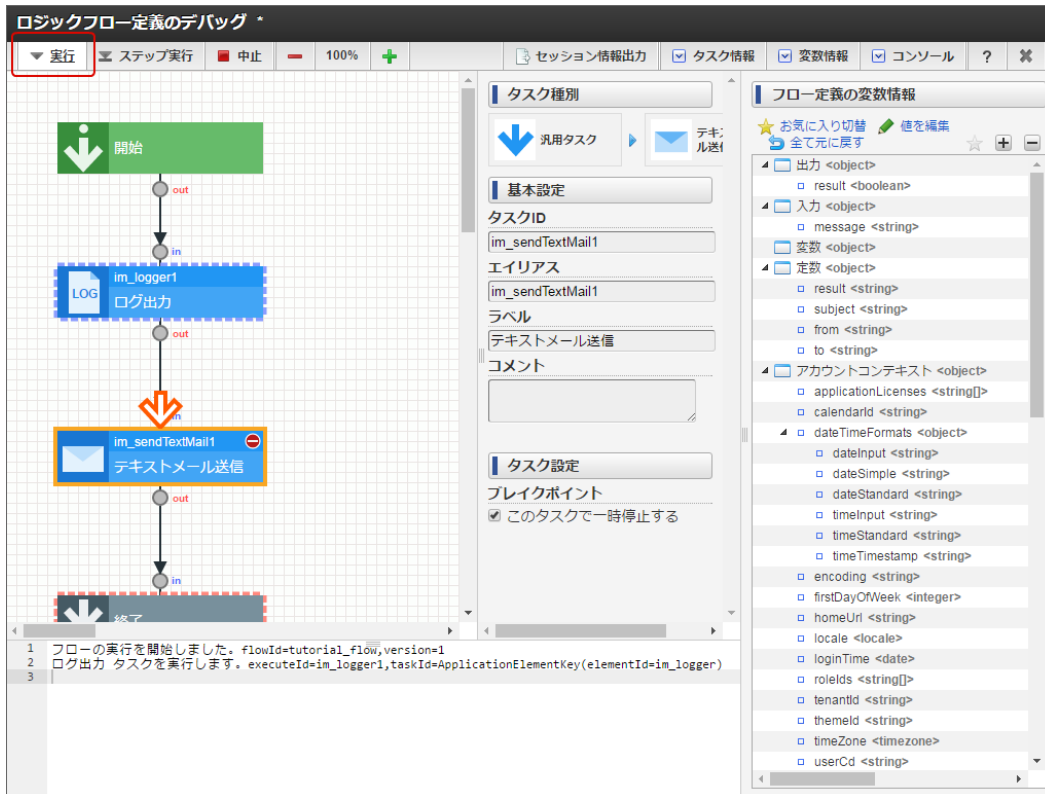 ロジックフロー定義のデバッグ *
実行 ステップ実行 中止 100% セッション情報出力 タスク情報 変数情報 コンソール ?
開始
out
in
im_logger1
LOG
ログ出力
out
in
im_sendTextMail1
テキストメール送信
out
in
終了
タスク種別
汎用タスク
基本設定
タスクID
im_sendTextMail1
エイリアス
im_sendTextMail1
ラベル
テキストメール送信
コメント
タスク設定
ブレイクポイント
このタスクで一時停止する
フロー定義の変数情報
お気に入り切替 値を編集
全て元に戻す
出力 <object>
result <boolean>
入力 <object>
message <string>
変数 <object>
定数 <object>
result <string>
subject <string>
from <string>
to <string>
アカウントコンテキスト <object>
applicationLicenses <string[]>
calendarId <string>
dateTimeFormats <object>
dateInput <string>
dateSimple <string>
dateStandard <string>
timeInput <string>
timeStandard <string>
timeTimestamp <string>
encoding <string>
firstDayOfWeek <integer>
homeUrl <string>
locale <locale>
loginTime <date>
roleIds <string[]>
tenantId <string>
themeId <string>
timeZone <timezone>
userCd <string>
1 フローの実行を開始しました。flowId=tutorial_flow,version=1
2 ログ出力 タスクを実行します。executeId=im_logger1,taskId=ApplicationElementKey(elementId=im_logger)
3